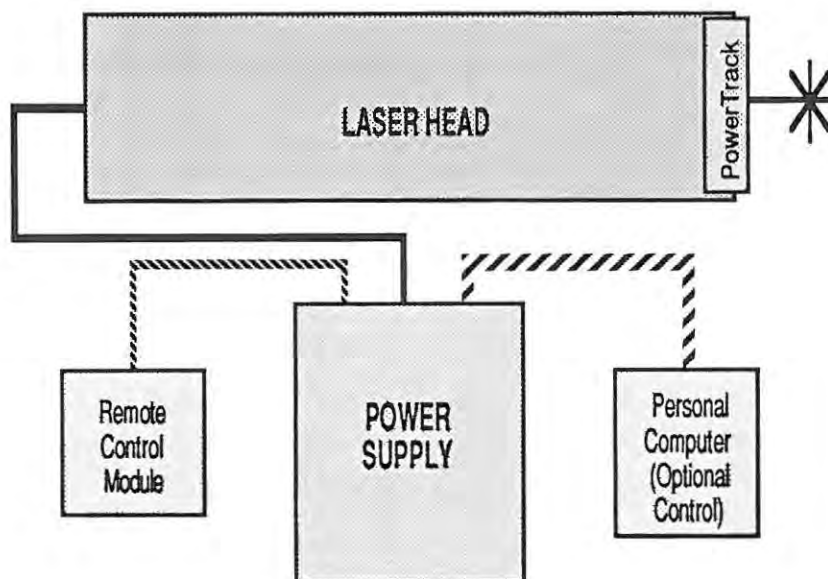 LASER HEAD
PowerTrack
Remote
Control
Module
POWER
SUPPLY
Personal
Computer
(Optional
Control)